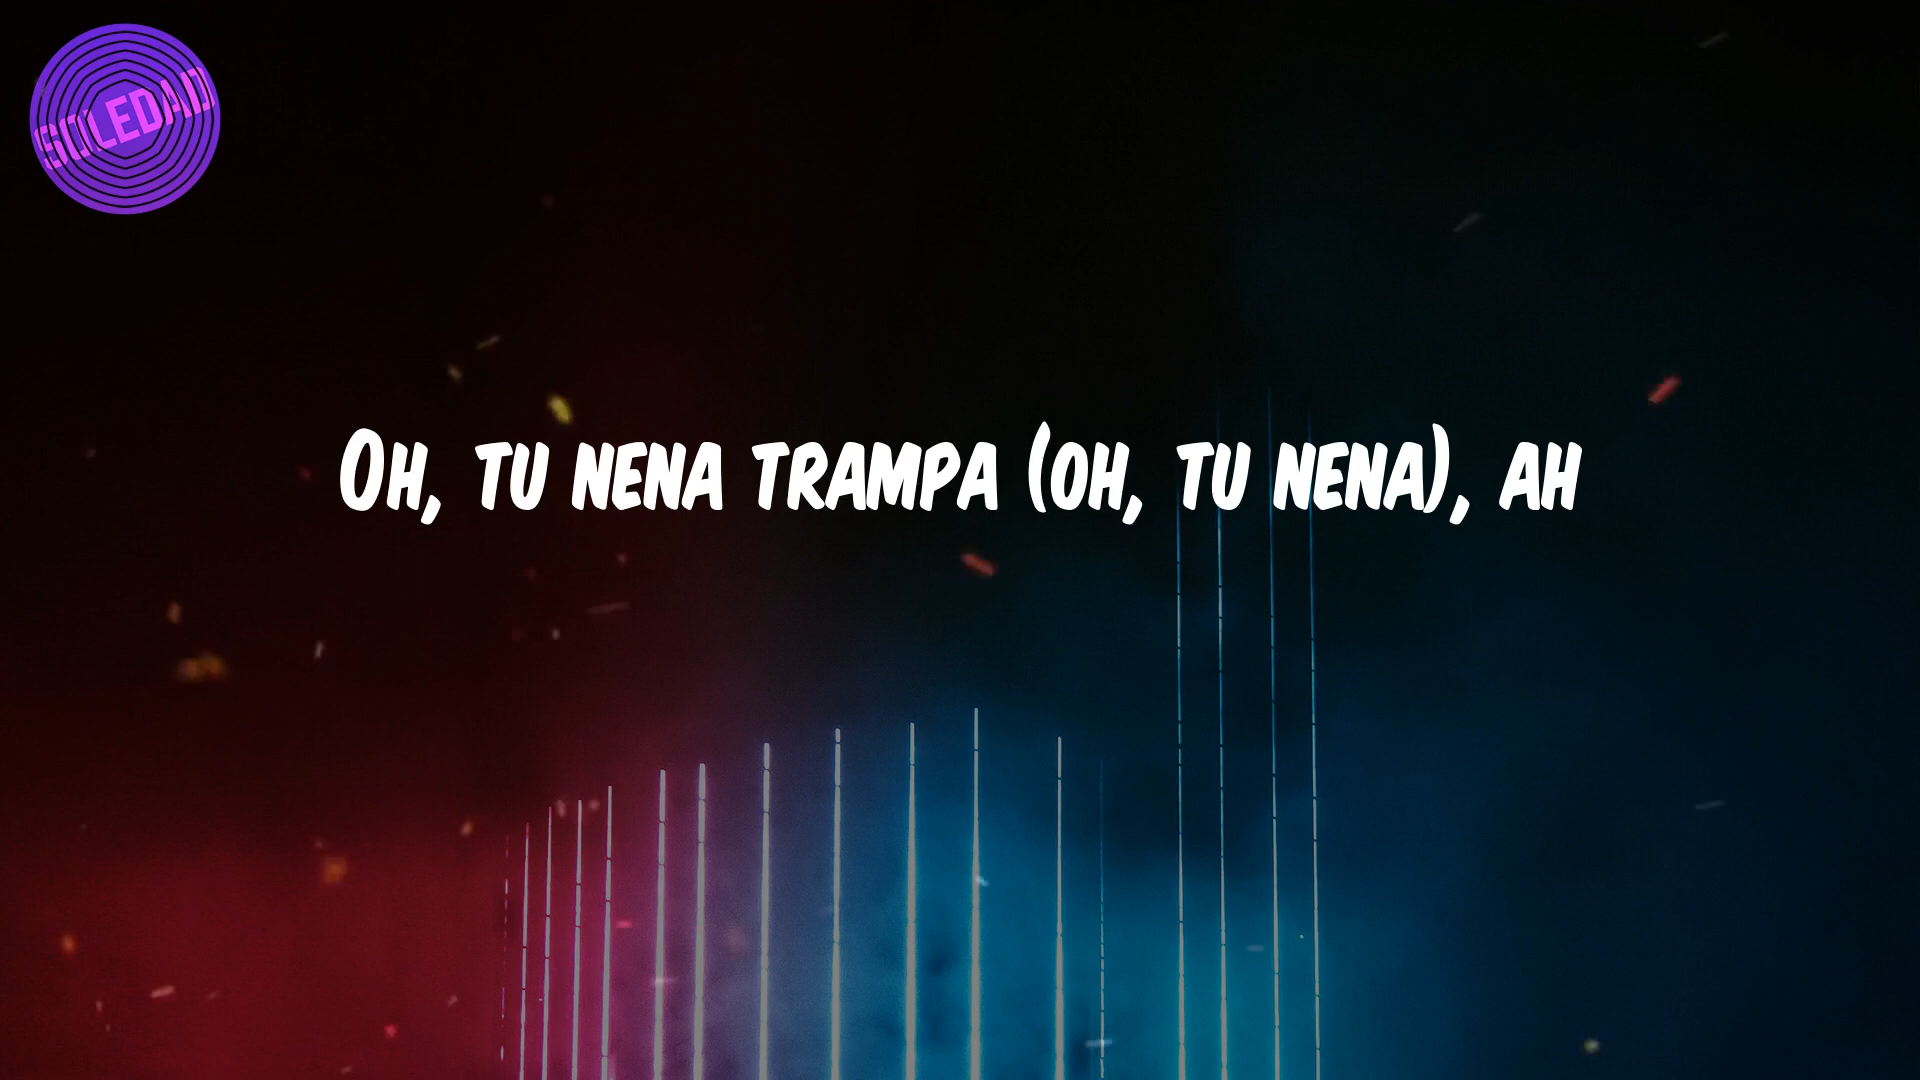 SOLEDAD
Oh, tu nena trampa (oh, tu nena), ah